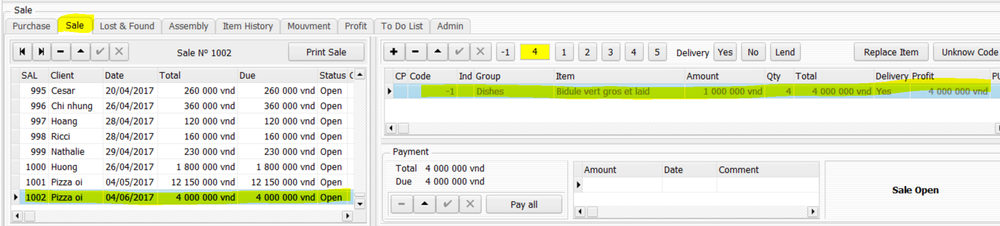 Sale
Purchase Sale Lost & Found Assembly Item History Mouvment Profit To Do List Admin
Sale Nº 1002 Print Sale
SAL Client Date Total Due Status
995 Cesar 20/04/2017 260 000 vnd 260 000 vnd Open
996 Chi nhung 26/04/2017 360 000 vnd 360 000 vnd Open
997 Hoang 28/04/2017 120 000 vnd 120 000 vnd Open
998 Ricci 28/04/2017 160 000 vnd 160 000 vnd Open
999 Nathalie 29/04/2017 230 000 vnd 230 000 vnd Open
1000 Huong 26/04/2017 1 800 000 vnd 1 800 000 vnd Open
1001 Pizza oi 04/05/2017 12 150 000 vnd 12 150 000 vnd Open
1002 Pizza oi 04/06/2017 4 000 000 vnd 4 000 000 vnd Open
-1 4 1 2 3 4 5 Delivery Yes No Lend Replace Item Unknow Code
CP Code Ind Group Item Amount Qty Total Delivery Profit PU
-1 Dishes Bidule vert gros et laid 1 000 000 vnd 4 4 000 000 vnd Yes 4 000 000 vnd
Payment
Total 4 000 000 vnd
Due 4 000 000 vnd
Pay all
Amount Date Comment
Sale Open